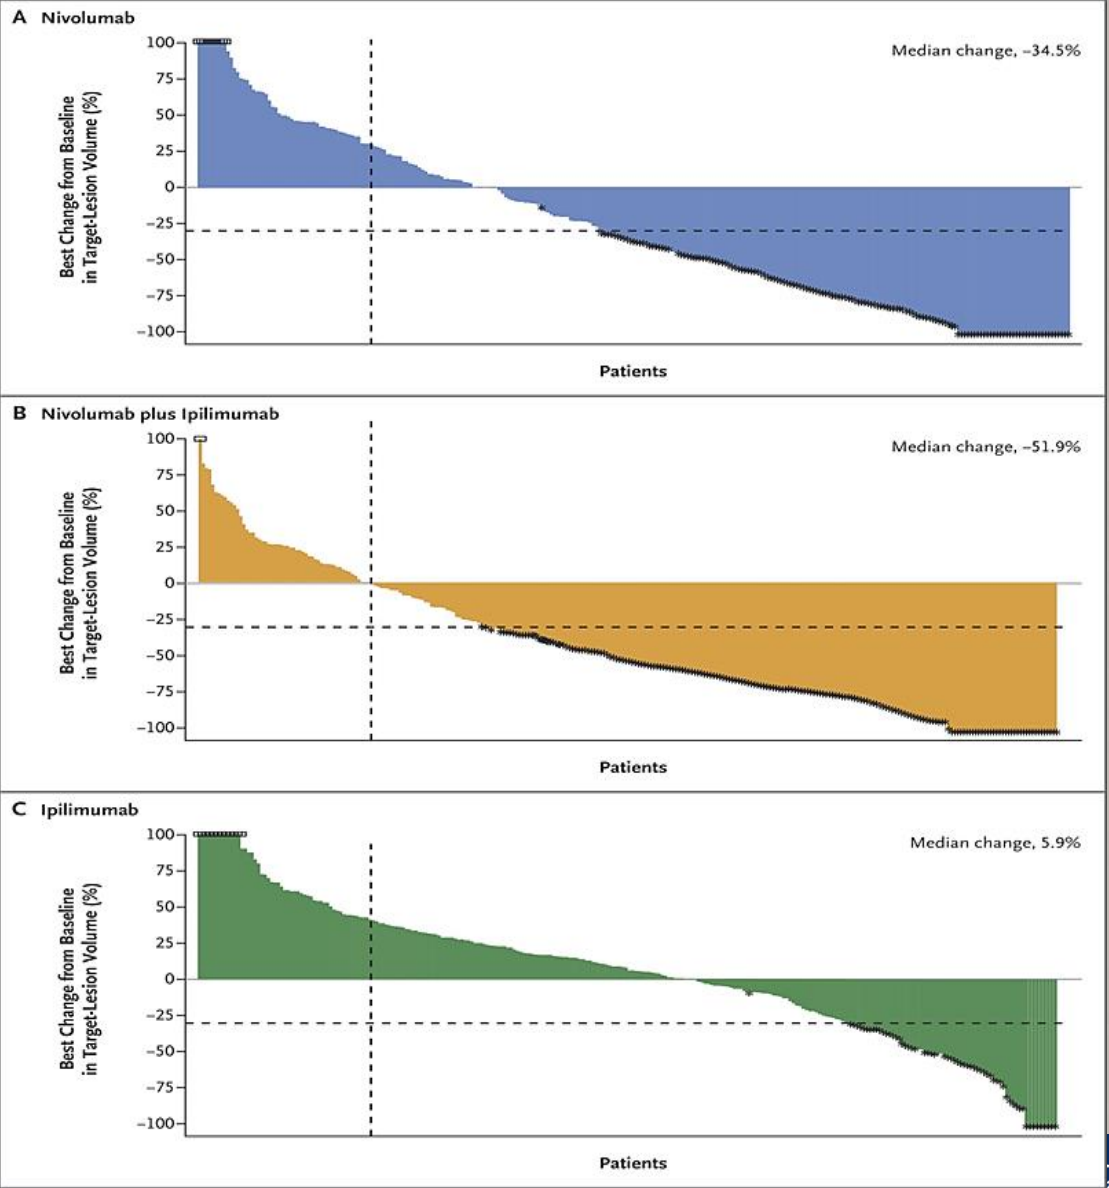 A Nivolumab
Median change, –34.5%
Best Change from Baseline
in Target-Lesion Volume (%)
100
75
50
25
0
–25
–50
–75
–100
Patients
B Nivolumab plus Ipilimumab
Median change, –51.9%
Best Change from Baseline
in Target-Lesion Volume (%)
100
75
50
25
0
–25
–50
–75
–100
Patients
C Ipilimumab
Median change, 5.9%
Best Change from Baseline
in Target-Lesion Volume (%)
100
75
50
25
0
–25
–50
–75
–100
Patients